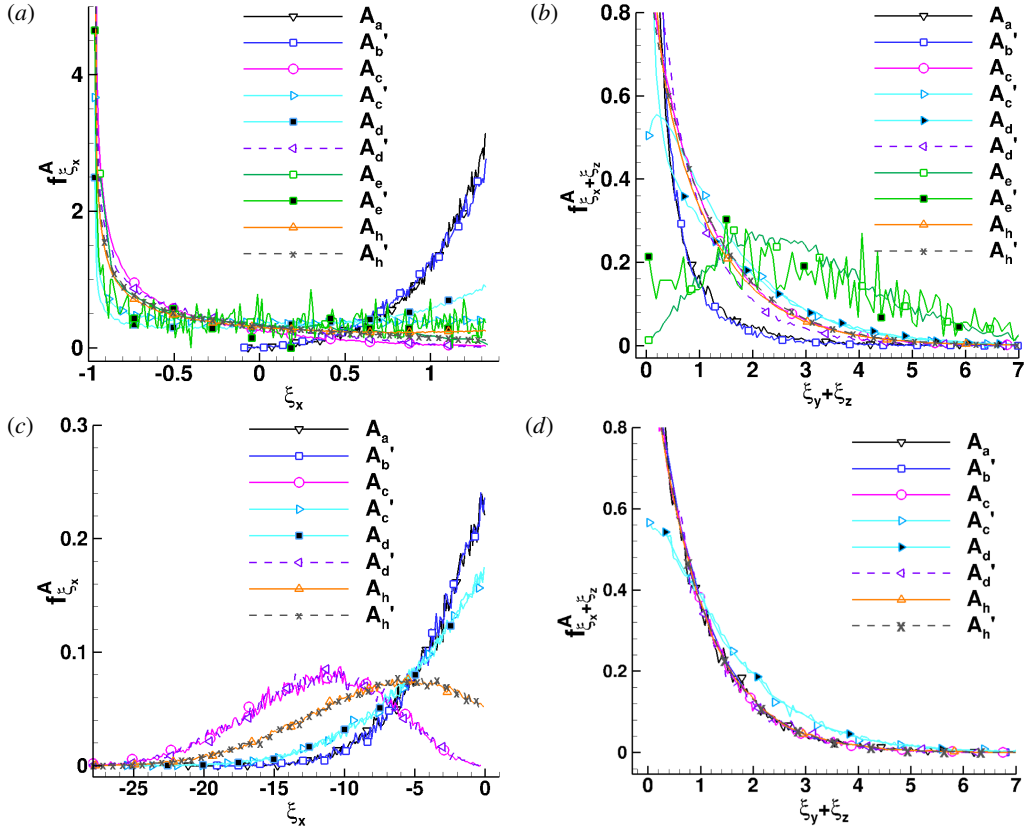 (a)
4
2
0
-1
-0.5
0
0.5
1
f^A_ξx
ξ_x
A_a
A_b'
A_c
A_c'
A_d
A_d'
A_e
A_e'
A_h
A_h'
(b)
0.8
0.6
0.4
0.2
0
0
1
2
3
4
5
6
7
f^A_ξx+ξz
ξ_y+ξ_z
A_a
A_b'
A_c
A_c'
A_d
A_d'
A_e
A_e'
A_h
A_h'
(c)
0.3
0.2
0.1
0
-25
-20
-15
-10
-5
0
f^A_ξx
ξ_x
A_a
A_b'
A_c
A_c'
A_d
A_d'
A_h
A_h'
(d)
0.8
0.6
0.4
0.2
0
0
1
2
3
4
5
6
7
f^A_ξx+ξz
ξ_y+ξ_z
A_a
A_b'
A_c
A_c'
A_d
A_d'
A_h
A_h'